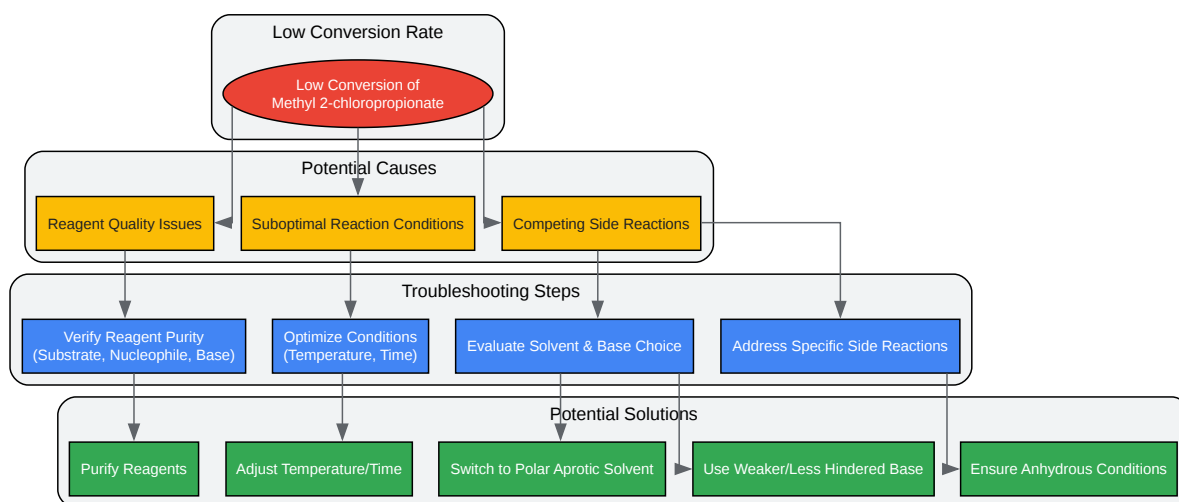 Low Conversion Rate
Low Conversion of
Methyl 2-chloropropionate
Potential Causes
Reagent Quality Issues
Suboptimal Reaction Conditions
Competing Side Reactions
Troubleshooting Steps
Verify Reagent Purity
(Substrate, Nucleophile, Base)
Optimize Conditions
(Temperature, Time)
Evaluate Solvent & Base Choice
Address Specific Side Reactions
Potential Solutions
Purify Reagents
Adjust Temperature/Time
Switch to Polar Aprotic Solvent
Use Weaker/Less Hindered Base
Ensure Anhydrous Conditions